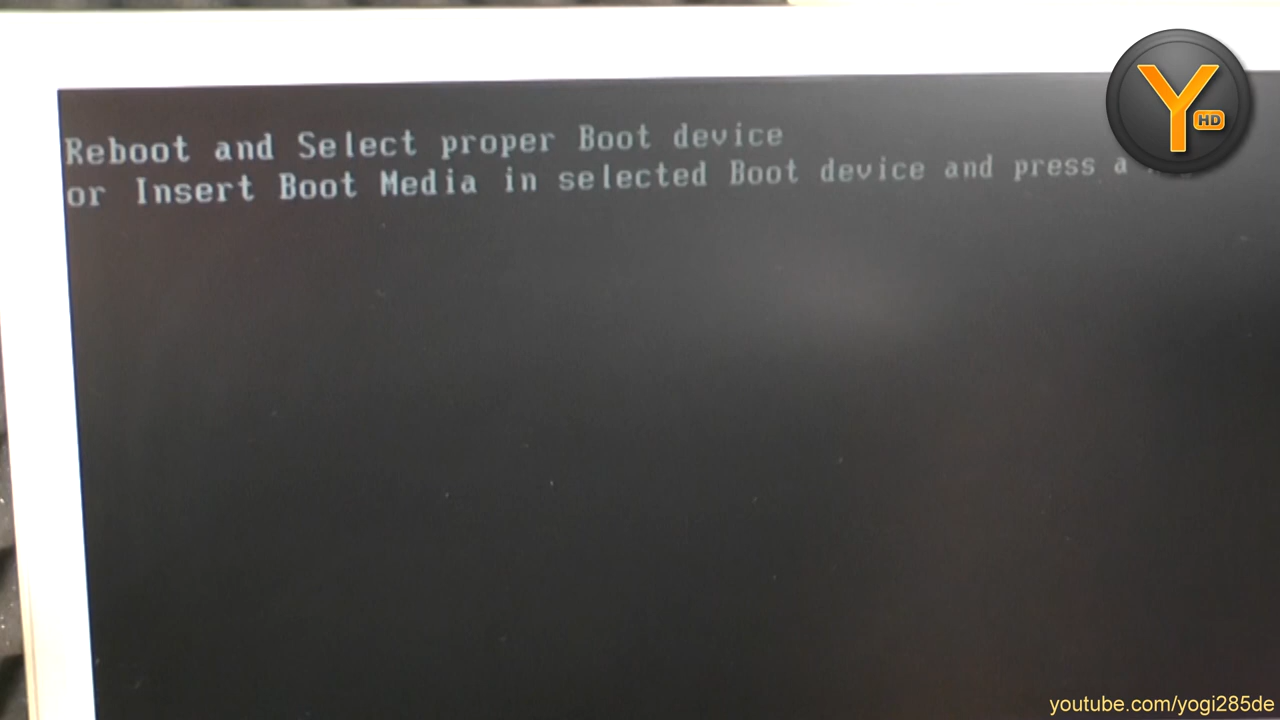 Reboot and Select proper Boot device
or Insert Boot Media in selected Boot device and press a
Y
HD
youtube.com/yogi285de